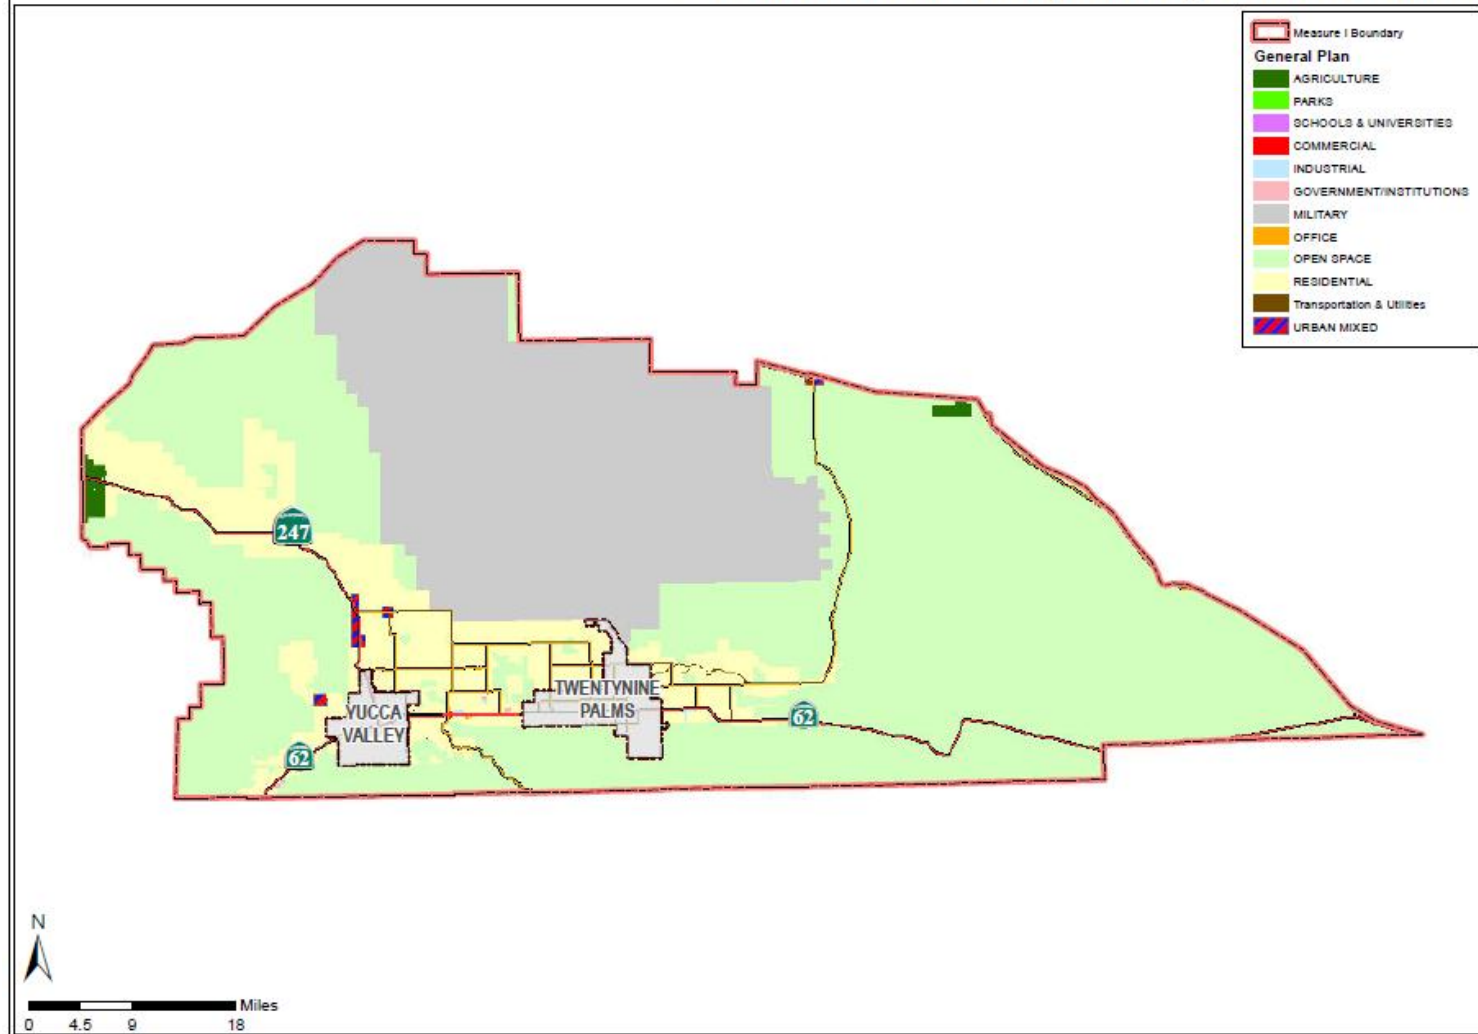 Measure I Boundary
General Plan
AGRICULTURE
PARKS
SCHOOLS & UNIVERSITIES
COMMERCIAL
INDUSTRIAL
GOVERNMENT/INSTITUTIONS
MILITARY
OFFICE
OPEN SPACE
RESIDENTIAL
Transportation & Utilities
URBAN MIXED
247
TWENTYNINE
PALMS
YUCCA
VALLEY
62
62
N
Miles
0 4.5 9 18